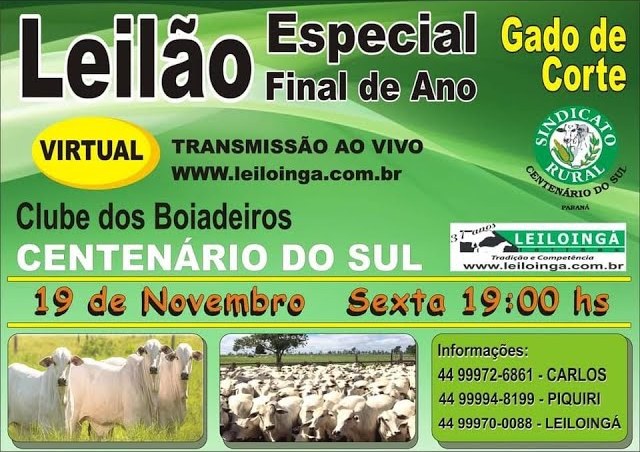 Leilão Especial
Final de Ano
Gado de
Corte
VIRTUAL
TRANSMISSÃO AO VIVO
www.leiloinga.com.br
SINDICATO
RURAL
CENTENÁRIO DO SUL
PARANÁ
Clube dos Boiadeiros
CENTENÁRIO DO SUL
37 anos
LEILOINGÁ
Tradição e Competência
www.leiloinga.com.br
19 de Novembro Sexta 19:00 hs
Informações:
44 99972-6861 - CARLOS
44 99994-8199 - PIQUIRI
44 99970-0088 - LEILOINGÁ